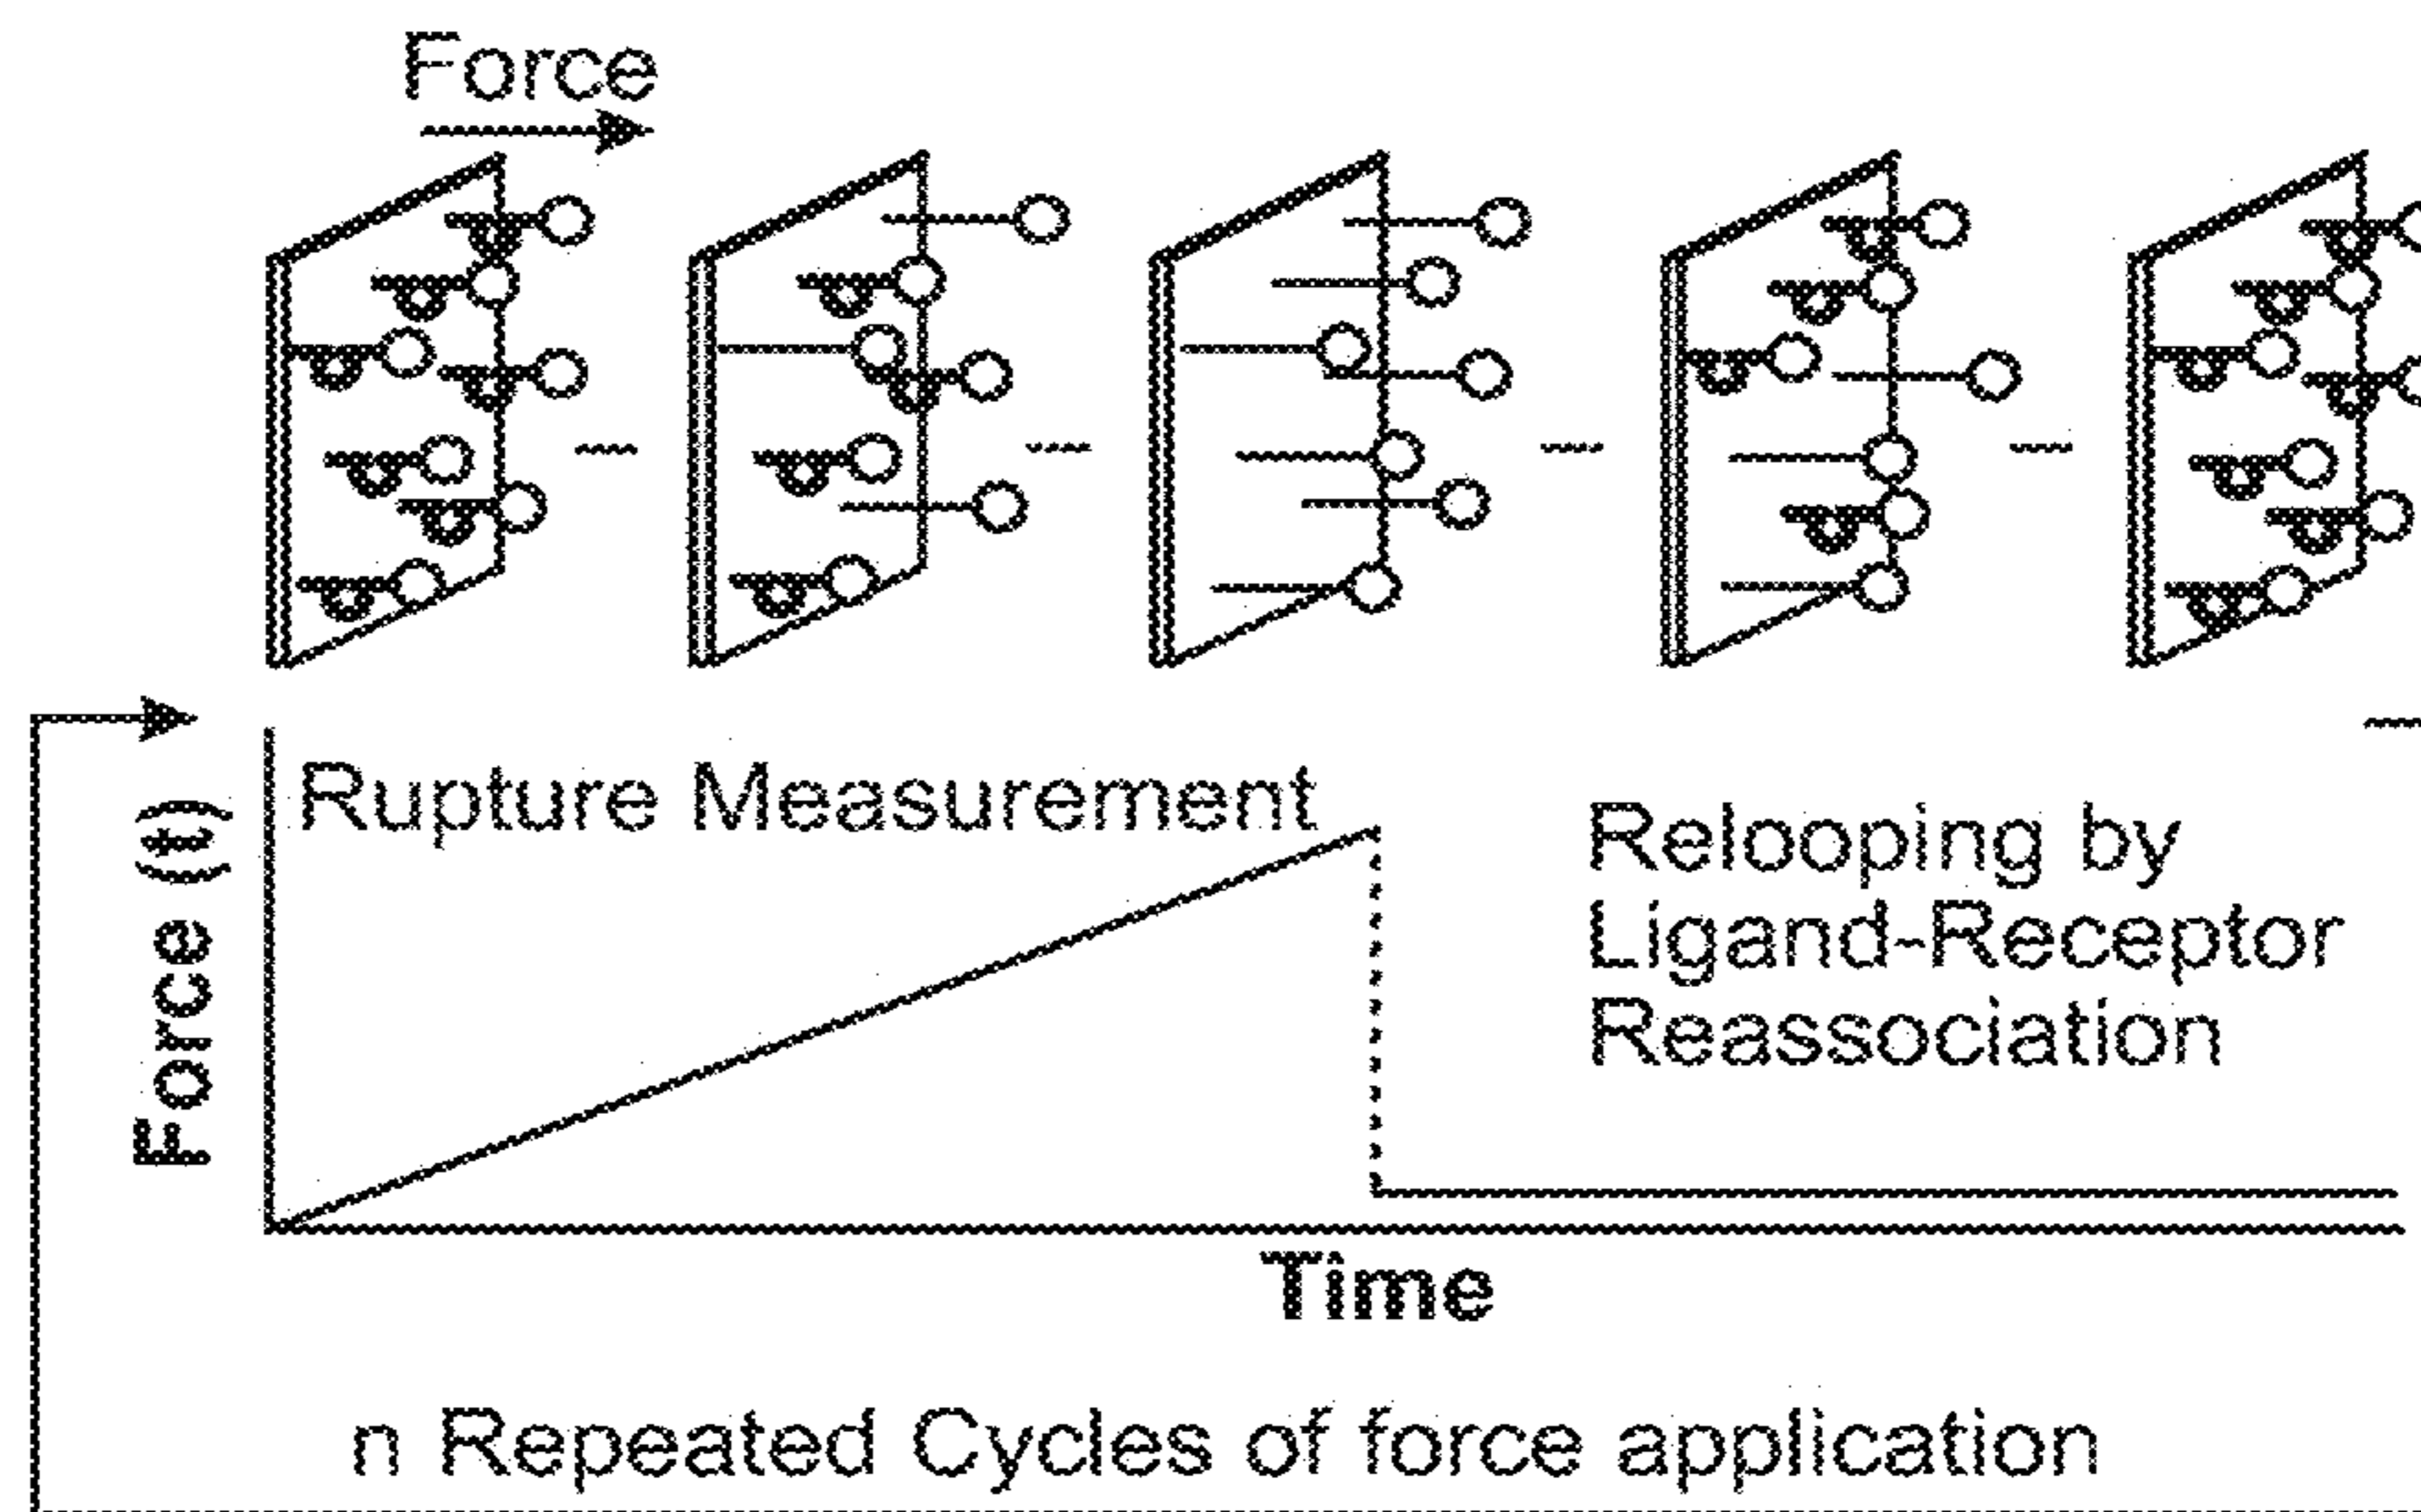 Force
Rupture Measurement
Relooping by
Ligand-Receptor
Reassociation
Force (t)
Time
n Repeated Cycles of force application